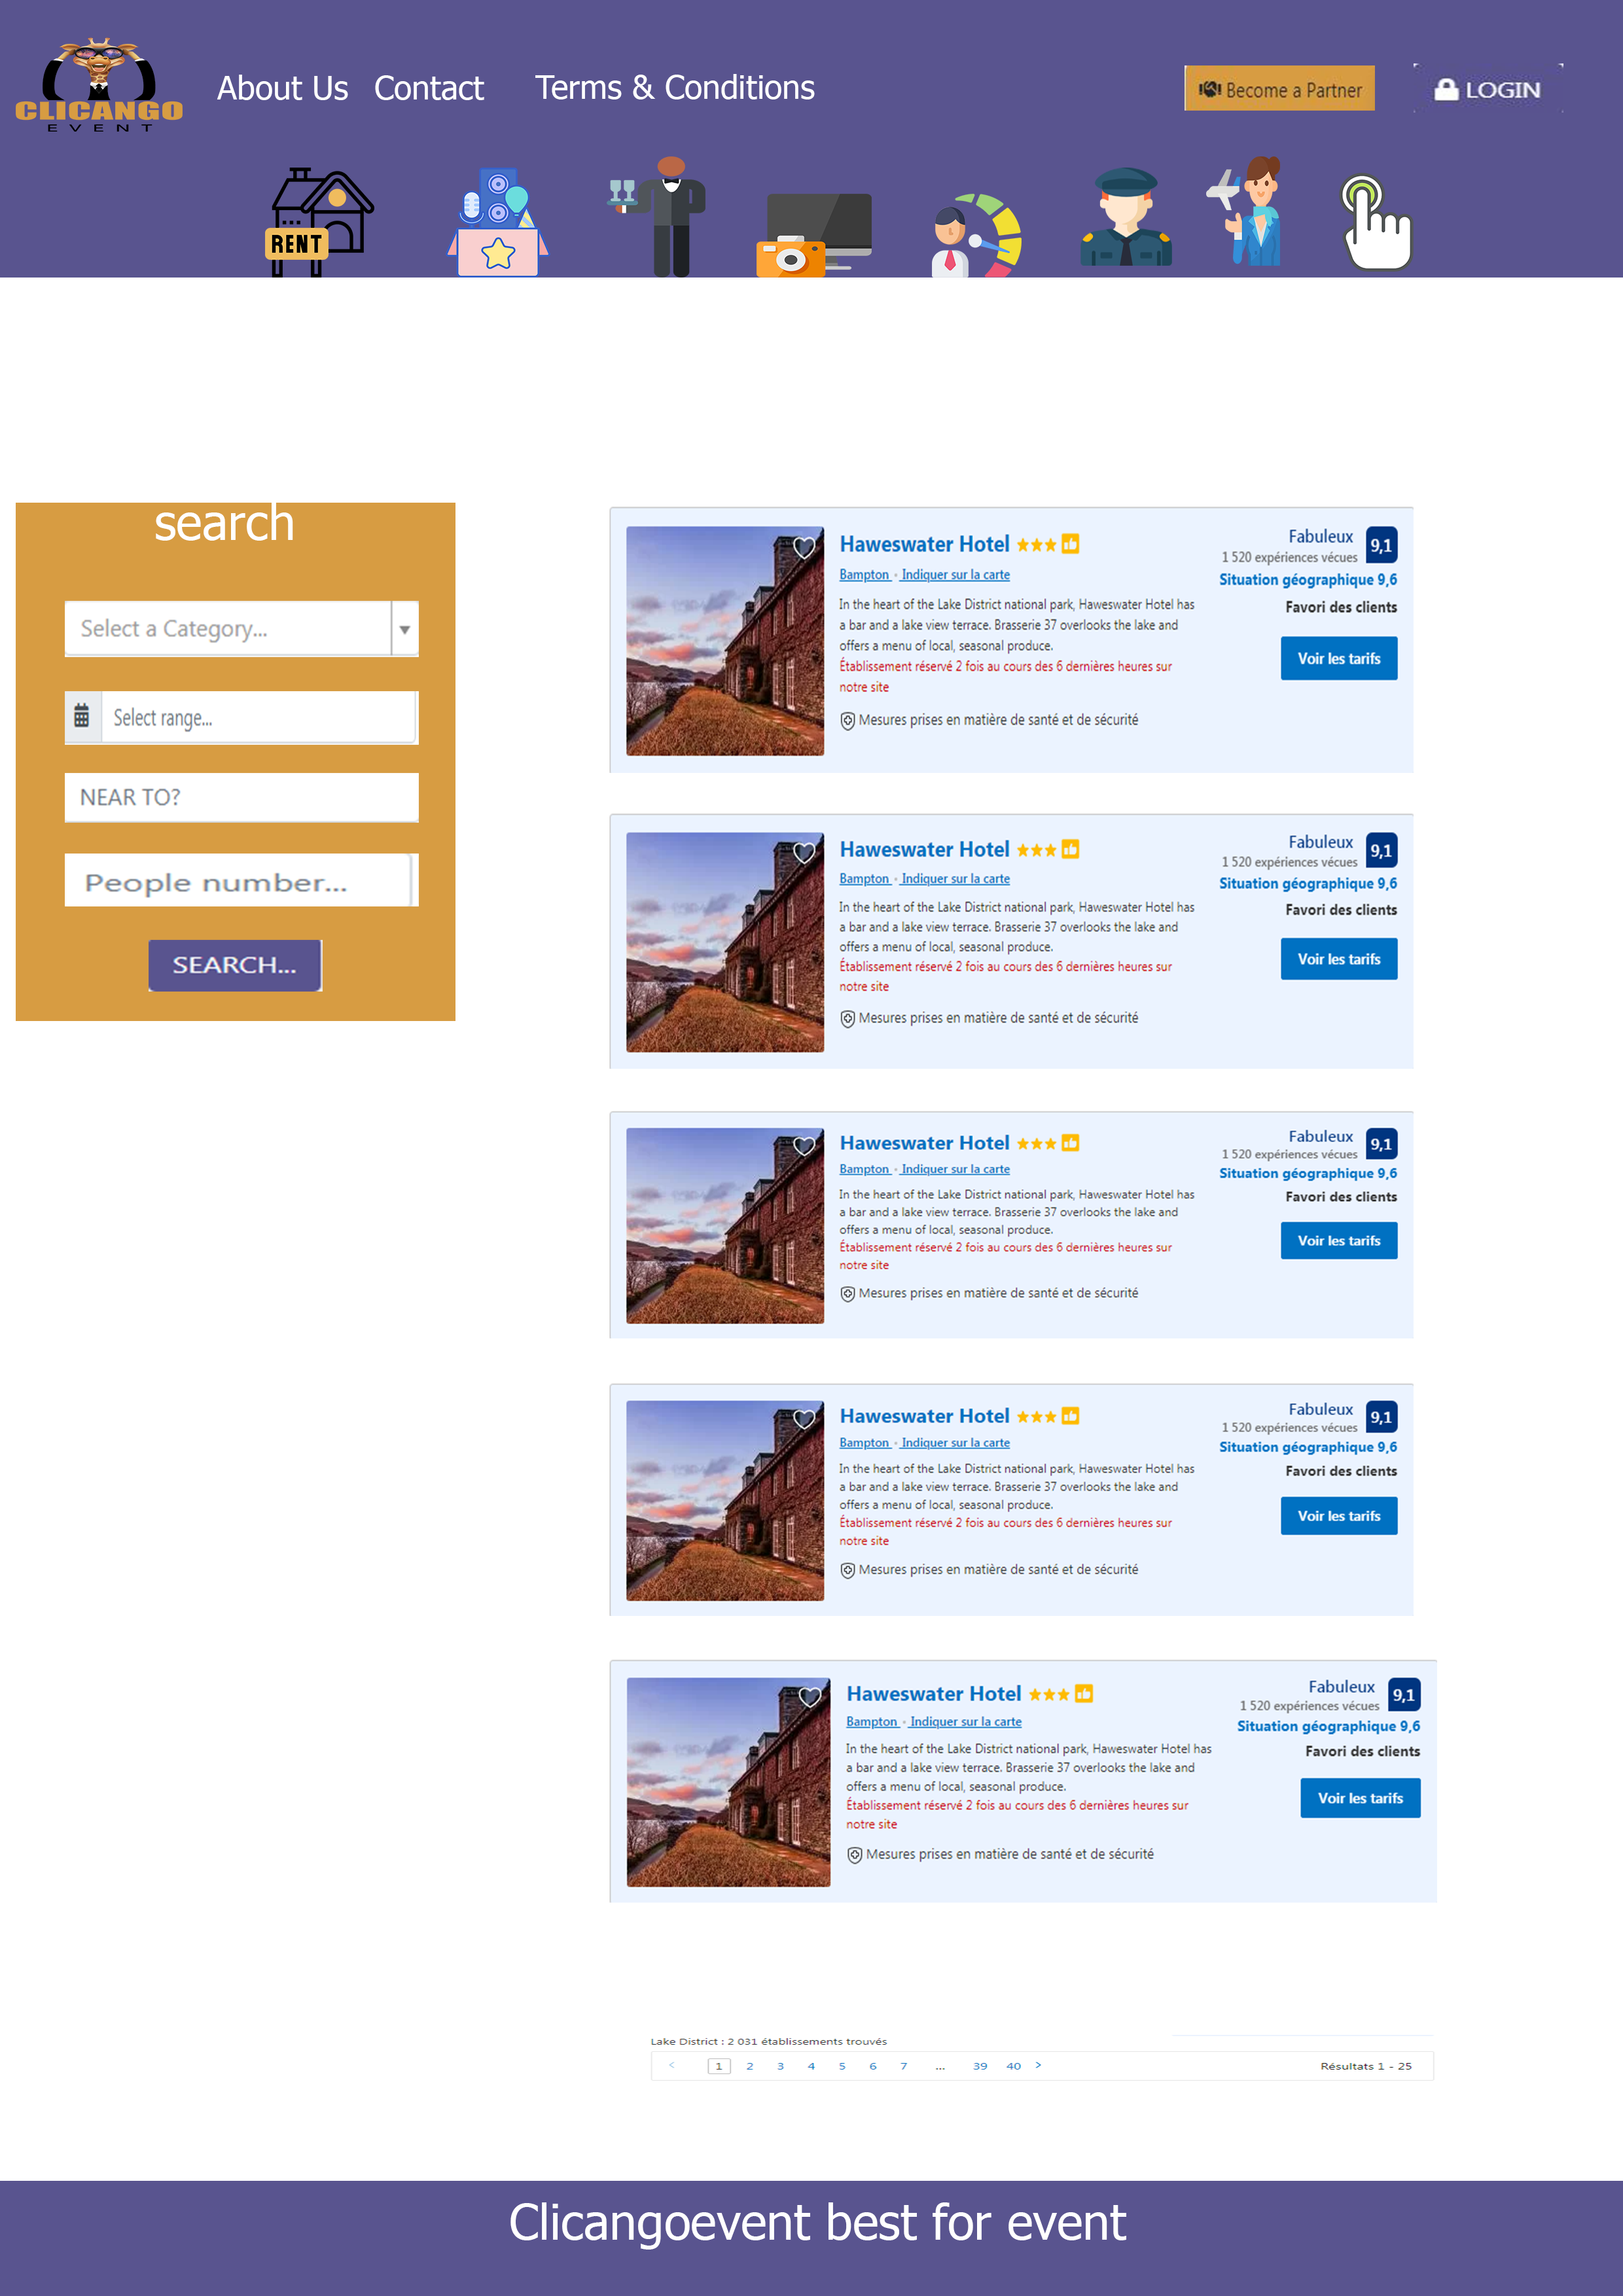 CLICANGO
EVENT
About Us
Contact
Terms & Conditions
Become a Partner
LOGIN
RENT
search
Select a Category...
Select range...
NEAR TO?
People number...
SEARCH...
Haweswater Hotel
Bampton · Indiquer sur la carte
In the heart of the Lake District national park, Haweswater Hotel has
a bar and a lake view terrace. Brasserie 37 overlooks the lake and
offers a menu of local, seasonal produce.
Établissement réservé 2 fois au cours des 6 dernières heures sur
notre site
Mesures prises en matière de santé et de sécurité
Fabuleux
9,1
1 520 expériences vécues
Situation géographique 9,6
Favori des clients
Voir les tarifs
Haweswater Hotel
Bampton · Indiquer sur la carte
In the heart of the Lake District national park, Haweswater Hotel has
a bar and a lake view terrace. Brasserie 37 overlooks the lake and
offers a menu of local, seasonal produce.
Établissement réservé 2 fois au cours des 6 dernières heures sur
notre site
Mesures prises en matière de santé et de sécurité
Fabuleux
9,1
1 520 expériences vécues
Situation géographique 9,6
Favori des clients
Voir les tarifs
Haweswater Hotel
Bampton · Indiquer sur la carte
In the heart of the Lake District national park, Haweswater Hotel has
a bar and a lake view terrace. Brasserie 37 overlooks the lake and
offers a menu of local, seasonal produce.
Établissement réservé 2 fois au cours des 6 dernières heures sur
notre site
Mesures prises en matière de santé et de sécurité
Fabuleux
9,1
1 520 expériences vécues
Situation géographique 9,6
Favori des clients
Voir les tarifs
Haweswater Hotel
Bampton · Indiquer sur la carte
In the heart of the Lake District national park, Haweswater Hotel has
a bar and a lake view terrace. Brasserie 37 overlooks the lake and
offers a menu of local, seasonal produce.
Établissement réservé 2 fois au cours des 6 dernières heures sur
notre site
Mesures prises en matière de santé et de sécurité
Fabuleux
9,1
1 520 expériences vécues
Situation géographique 9,6
Favori des clients
Voir les tarifs
Haweswater Hotel
Bampton · Indiquer sur la carte
In the heart of the Lake District national park, Haweswater Hotel has
a bar and a lake view terrace. Brasserie 37 overlooks the lake and
offers a menu of local, seasonal produce.
Établissement réservé 2 fois au cours des 6 dernières heures sur
notre site
Mesures prises en matière de santé et de sécurité
Fabuleux
9,1
1 520 expériences vécues
Situation géographique 9,6
Favori des clients
Voir les tarifs
Lake District : 2 031 établissements trouvés
< 1 2 3 4 5 6 7 ... 39 40 >
Résultats 1 - 25
Clicangoevent best for event